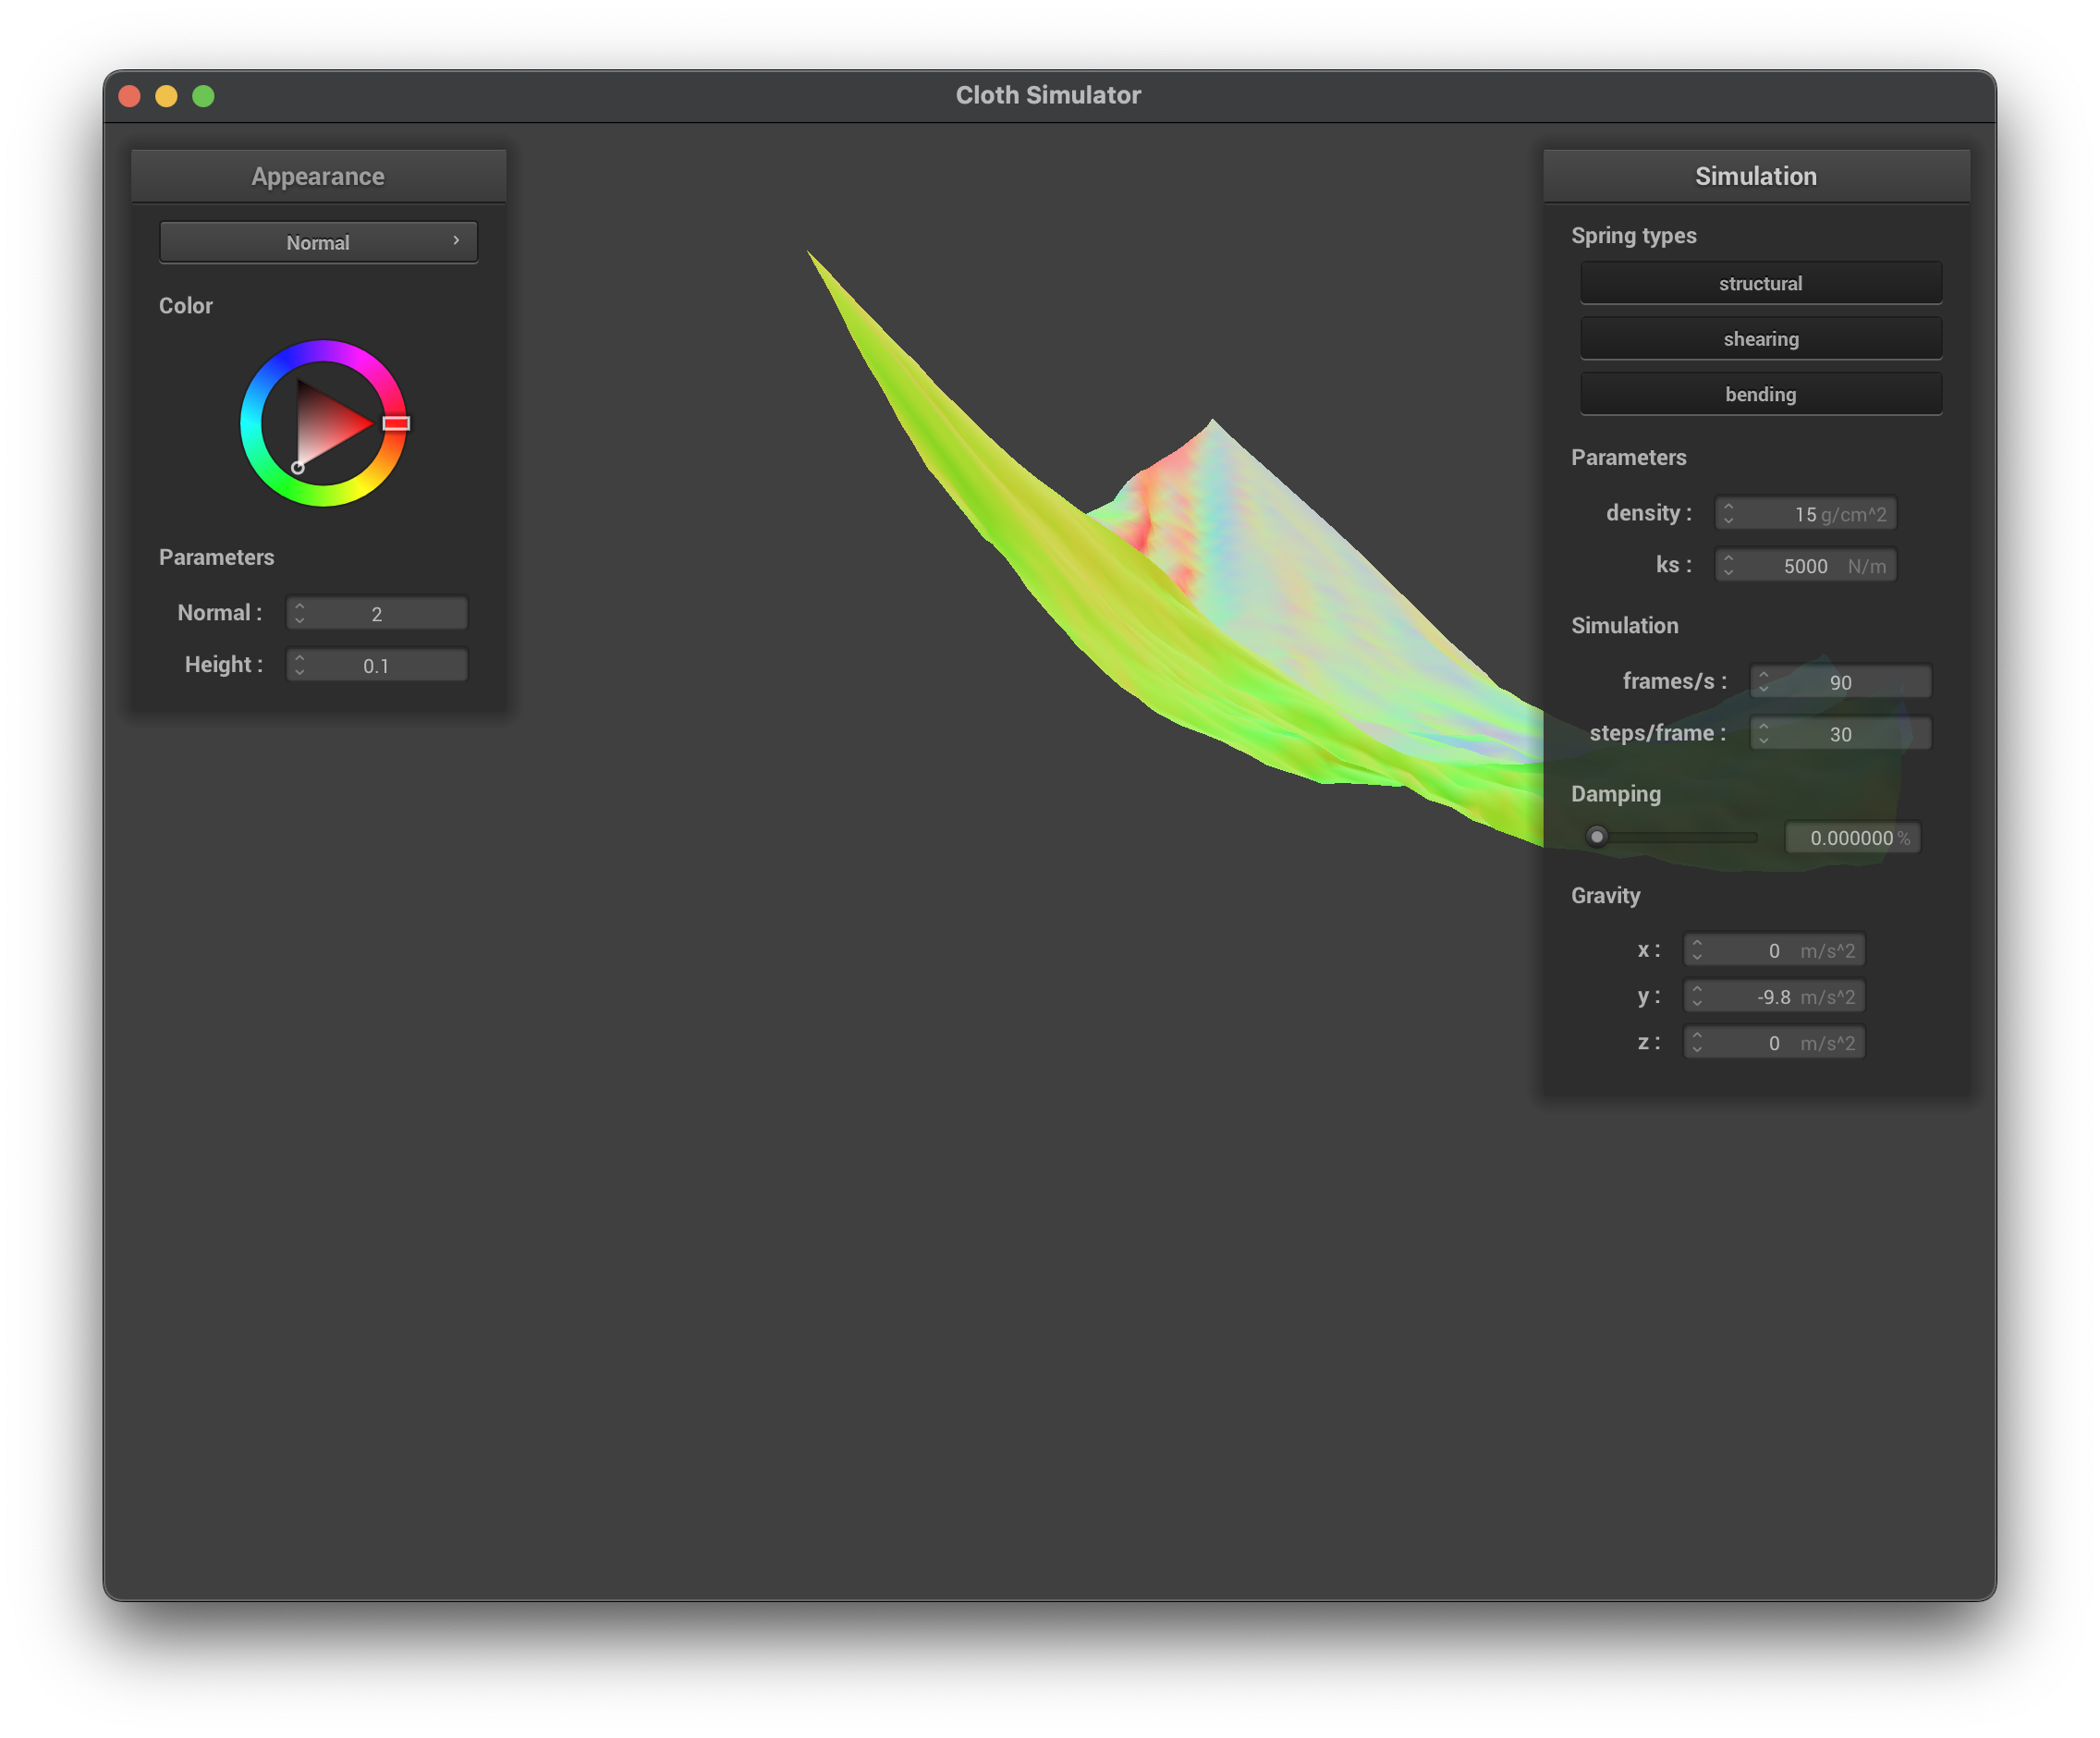 Cloth Simulator
Appearance
Normal
Color
Parameters
Normal : 2
Height : 0.1
Simulation
Spring types
structural
shearing
bending
Parameters
density : 15 g/cm^2
ks : 5000 N/m
Simulation
frames/s : 90
steps/frame : 30
Damping
0.000000 %
Gravity
x : 0 m/s^2
y : -9.8 m/s^2
z : 0 m/s^2